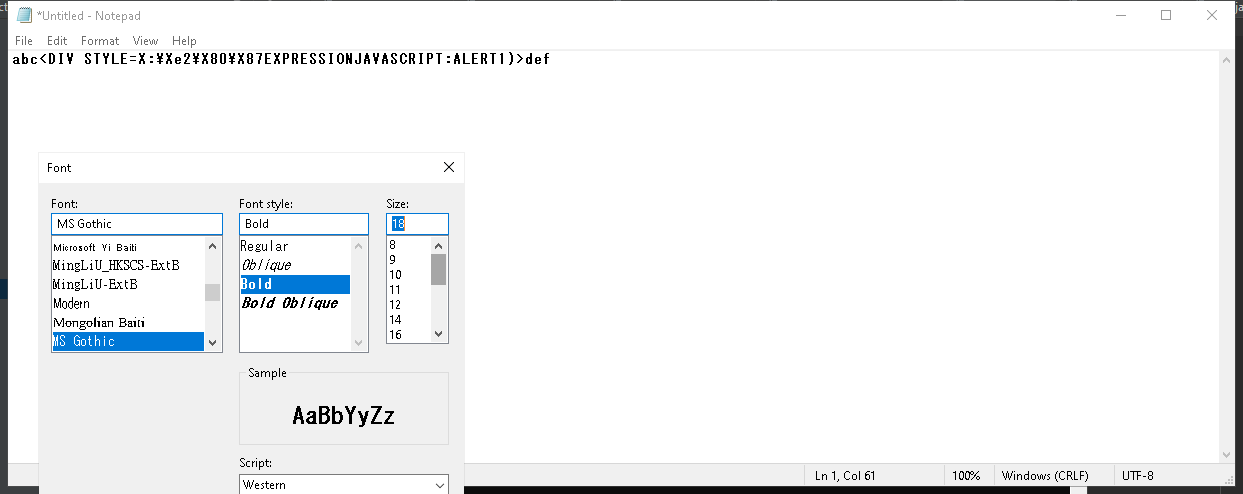 *Untitled - Notepad
File Edit Format View Help
abc<DIV STYLE=X:¥Xe2¥X80¥X87EXPRESSIONJAVASCRIPT:ALERT1)>def
Font
Font:
MS Gothic
Microsoft Yi Baiti
MingLiU_HKSCS-ExtB
MingLiU-ExtB
Modern
Mongolian Baiti
MS Gothic
Font style:
Bold
Regular
Oblique
Bold
Bold Oblique
Size:
18
8
9
10
11
12
14
16
Sample
AaBbYyZz
Script:
Western
Ln 1, Col 61
100%
Windows (CRLF)
UTF-8